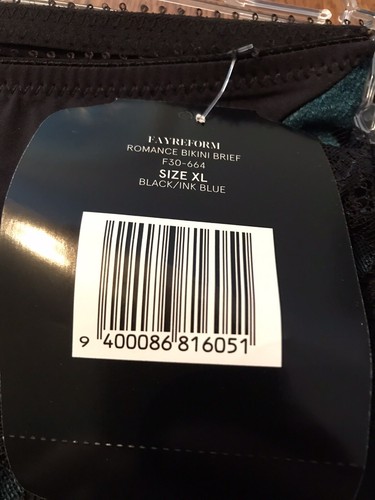 FAYREFORM
ROMANCE BIKINI BRIEF
F30-664
SIZE XL
BLACK/INK BLUE
9 400086 816051